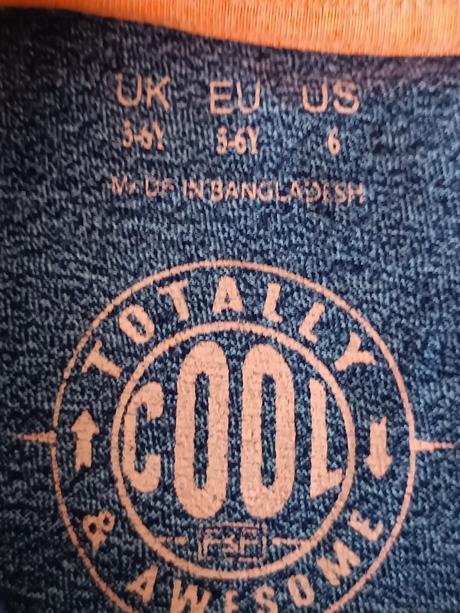 UK EU US
5-6Y 5-6Y 6
MADE IN BANGLADESH
TOTALLY
COOL
F&F
& AWESOME